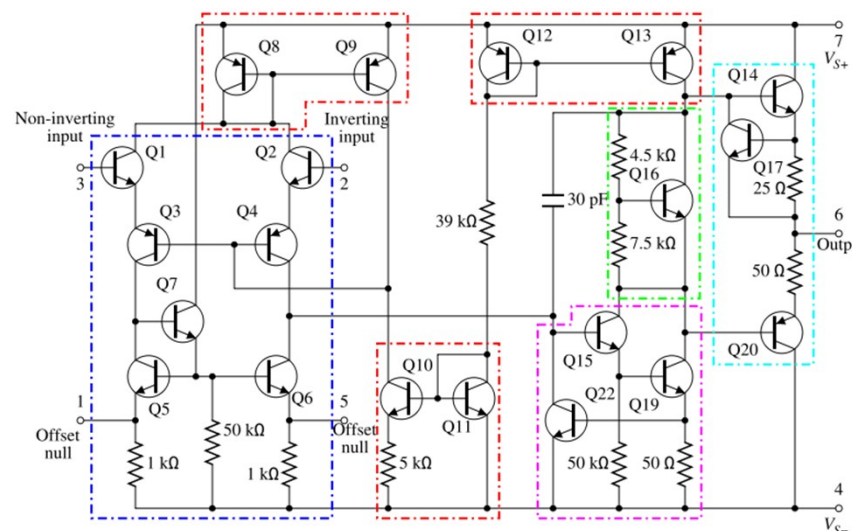 Q8
Q9
Q12
Q13
7
V_S+
Q14
Non-inverting
input
Inverting
input
Q1
Q2
3
2
4.5 kΩ
Q16
Q17
25 Ω
30 pF
Q3
Q4
39 kΩ
7.5 kΩ
6
Outp
50 Ω
Q7
Q15
Q20
Q10
Q5
Q6
Q11
Q22
Q19
1
5
Offset
null
Offset
null
50 kΩ
1 kΩ
1 kΩ
5 kΩ
50 kΩ
50 Ω
4
V_S−